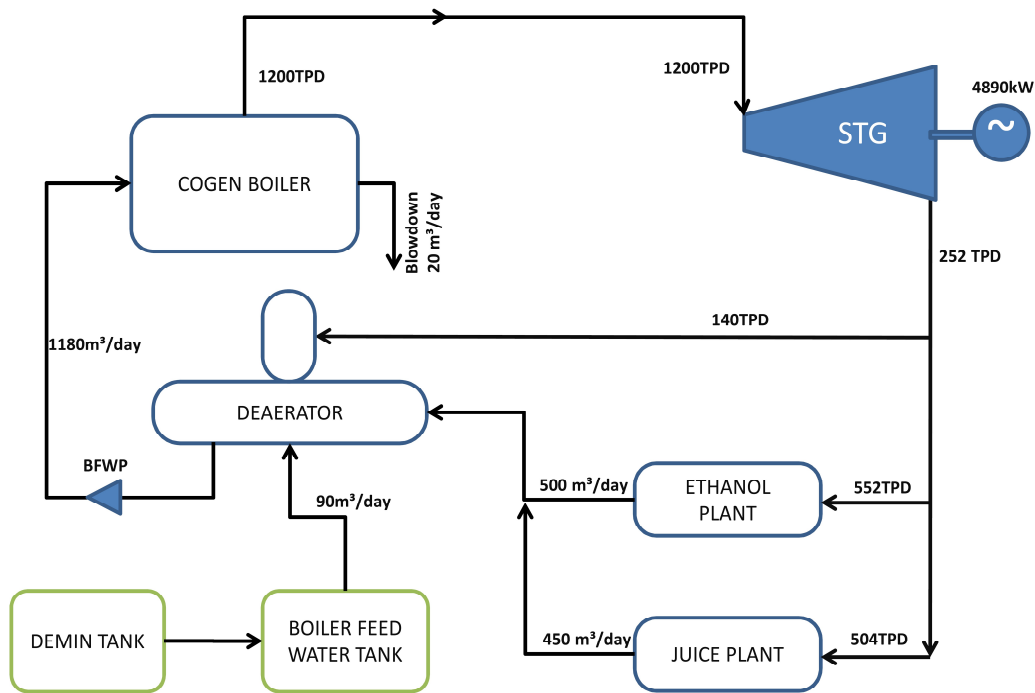 1200TPD
1200TPD
4890kW
~
STG
COGEN BOILER
Blowdown
20 m³/day
252 TPD
140TPD
1180m³/day
DEAERATOR
BFWP
90m³/day
500 m³/day
ETHANOL
PLANT
552TPD
DEMIN TANK
BOILER FEED
WATER TANK
450 m³/day
JUICE PLANT
504TPD